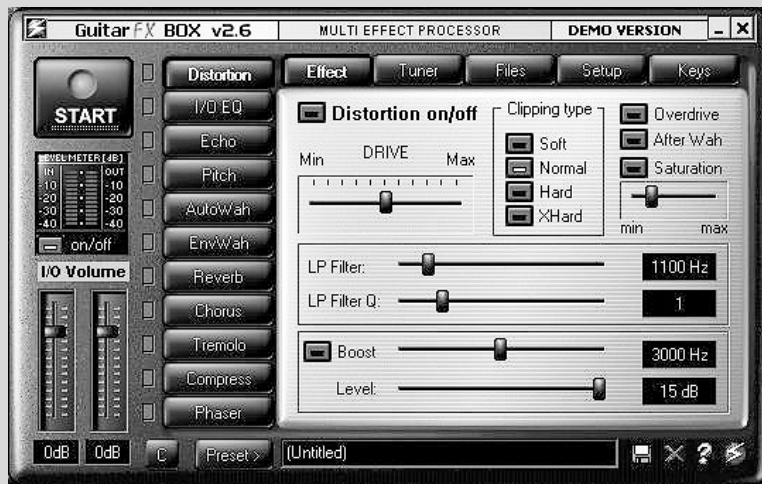 Guitar FX BOX v2.6 MULTI EFFECT PROCESSOR DEMO VERSION
START
LEVEL METER [dB]
IN OUT
-10 -10
-20 -20
-30 -30
-40 -40
on/off
I/O Volume
0dB 0dB
Distortion
I/O EQ
Echo
Pitch
AutoWah
EnvWah
Reverb
Chorus
Tremolo
Compress
Phaser
Effect Tuner Files Setup Keys
Distortion on/off
Min DRIVE Max
Clipping type
Soft
Normal
Hard
XHard
Overdrive
After Wah
Saturation
min max
LP Filter: 1100 Hz
LP Filter Q: 1
Boost 3000 Hz
Level: 15 dB
C Preset > (Untitled)